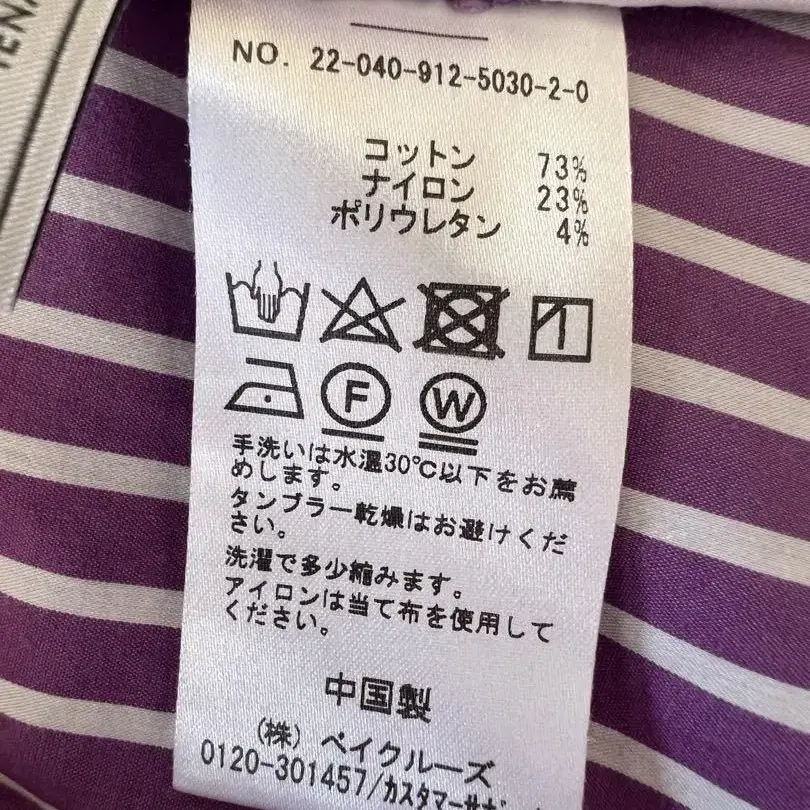 NO. 22-040-912-5030-2-0
コットン 73%
ナイロン 23%
ポリウレタン 4%
F W
手洗いは水温30℃以下をお薦
めします。
タンブラー乾燥はお避けくだ
さい。
洗濯で多少縮みます。
アイロンは当て布を使用して
ください。
中国製
(株) ベイクルーズ
0120-301457/カスタマーサポ